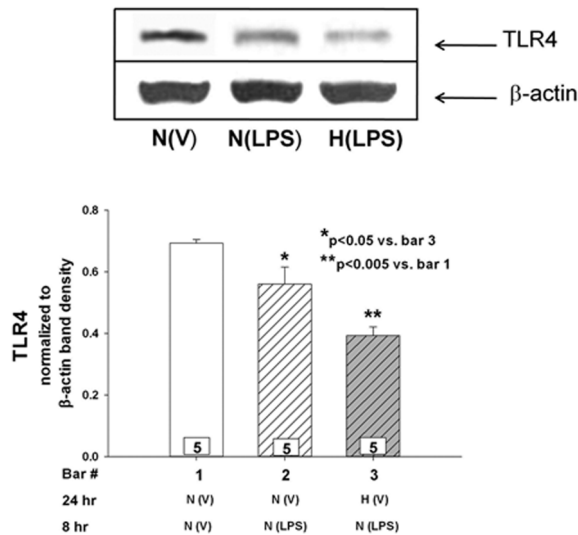 TLR4
β-actin
N(V) N(LPS) H(LPS)
0.8
*p<0.05 vs. bar 3
**p<0.005 vs. bar 1
*
0.6
**
0.4
0.2
0.0
TLR4
normalized to
β-actin band density
5 5 5
Bar # 1 2 3
24 hr N (V) N (V) H (V)
8 hr N (V) N (LPS) N (LPS)